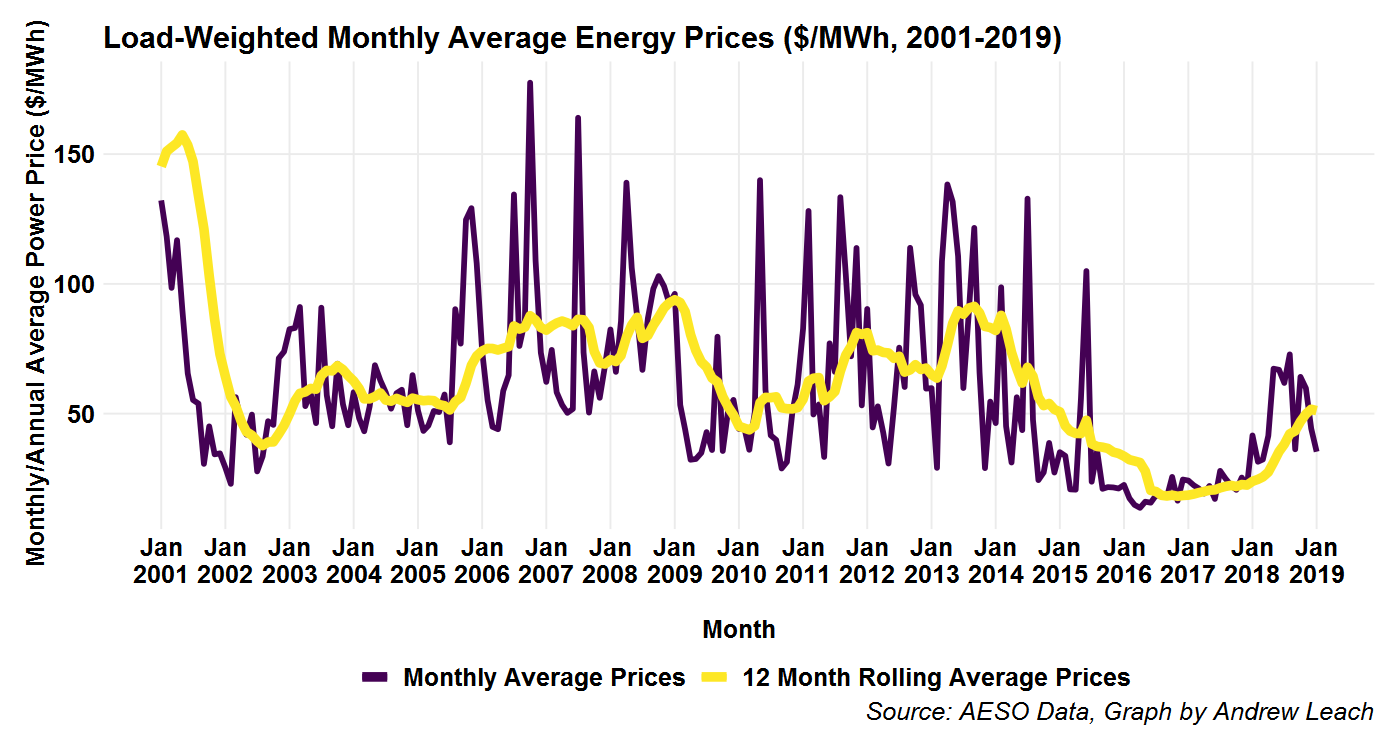 Load-Weighted Monthly Average Energy Prices ($/MWh, 2001-2019)
Monthly/Annual Average Power Price ($/MWh)
150
100
50
Jan Jan Jan Jan Jan Jan Jan Jan Jan Jan Jan Jan Jan Jan Jan Jan Jan Jan Jan
2001 2002 2003 2004 2005 2006 2007 2008 2009 2010 2011 2012 2013 2014 2015 2016 2017 2018 2019
Month
Monthly Average Prices 12 Month Rolling Average Prices
Source: AESO Data, Graph by Andrew Leach